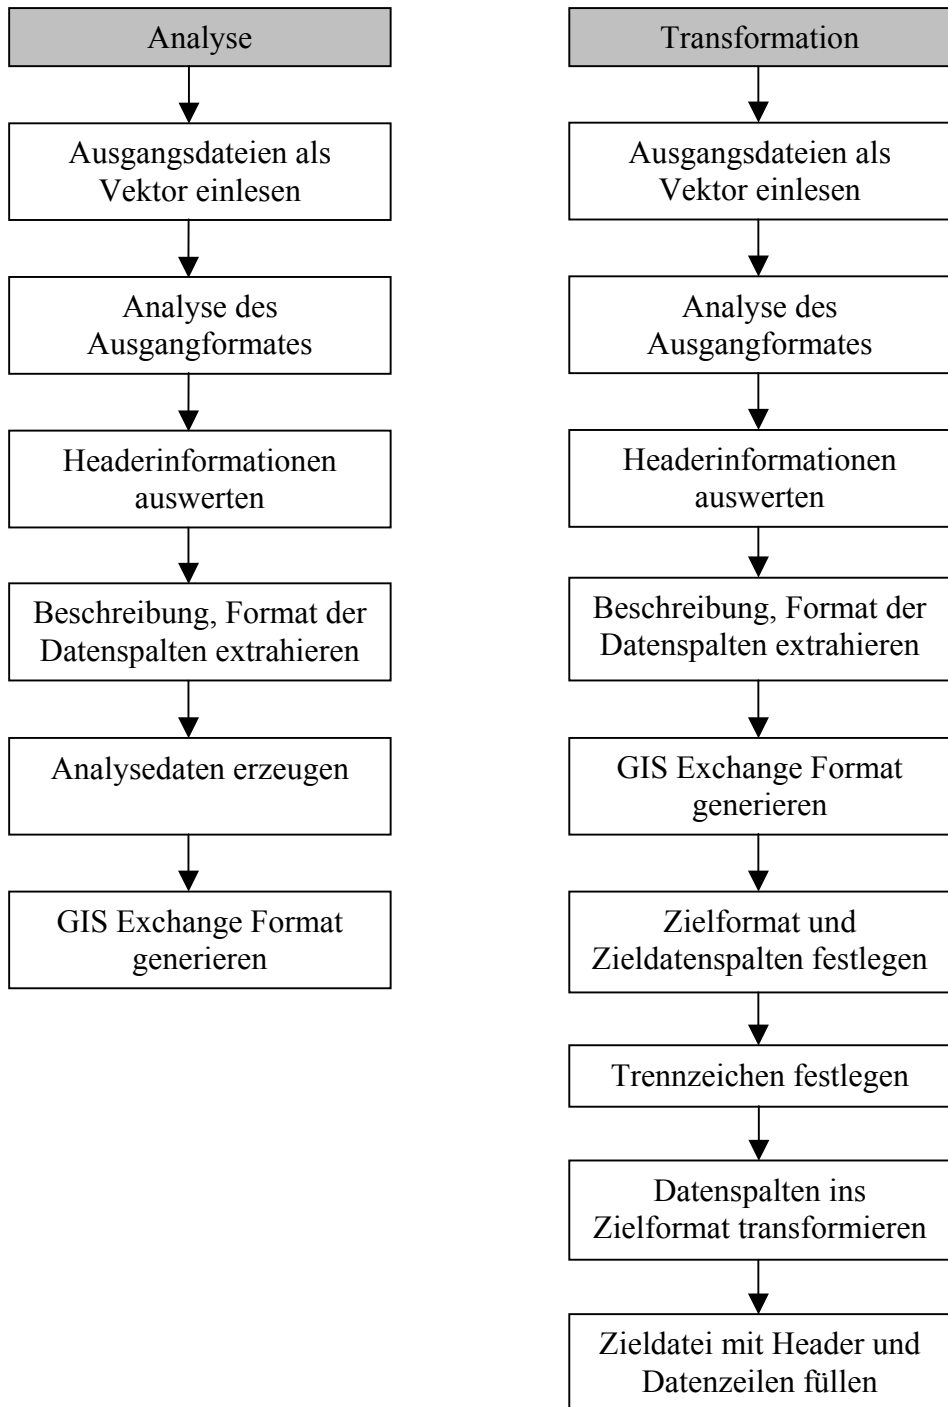 Analyse
Ausgangsdateien als
Vektor einlesen
Analyse des
Ausgangformates
Headerinformationen
auswerten
Beschreibung, Format der
Datenspalten extrahieren
Analysedaten erzeugen
GIS Exchange Format
generieren
Transformation
Ausgangsdateien als
Vektor einlesen
Analyse des
Ausgangformates
Headerinformationen
auswerten
Beschreibung, Format der
Datenspalten extrahieren
GIS Exchange Format
generieren
Zielformat und
Zieldatenspalten festlegen
Trennzeichen festlegen
Datenspalten ins
Zielformat transformieren
Zieldatei mit Header und
Datenzeilen füllen